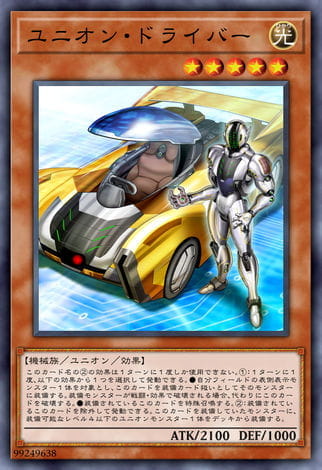 ユニオン・ドライバー
光
【機械族／ユニオン／効果】
このカード名の②の効果は１ターンに１度しか使用できない。①：１ターンに１
度、以下の効果から１つを選択して発動できる。●自分フィールドの表側表示モ
ンスター１体を対象とし、このカードを装備カード扱いとしてそのモンスター
に装備する。装備モンスターが戦闘・効果で破壊される場合、代わりにこのカー
ドを破壊する。●装備されているこのカードを特殊召喚する。②：装備されてい
るこのカードを除外して発動できる。このカードを装備していたモンスターに、
装備可能なレベル４以下のユニオンモンスター１体をデッキから装備する。
ATK/2100 DEF/1000
99249638